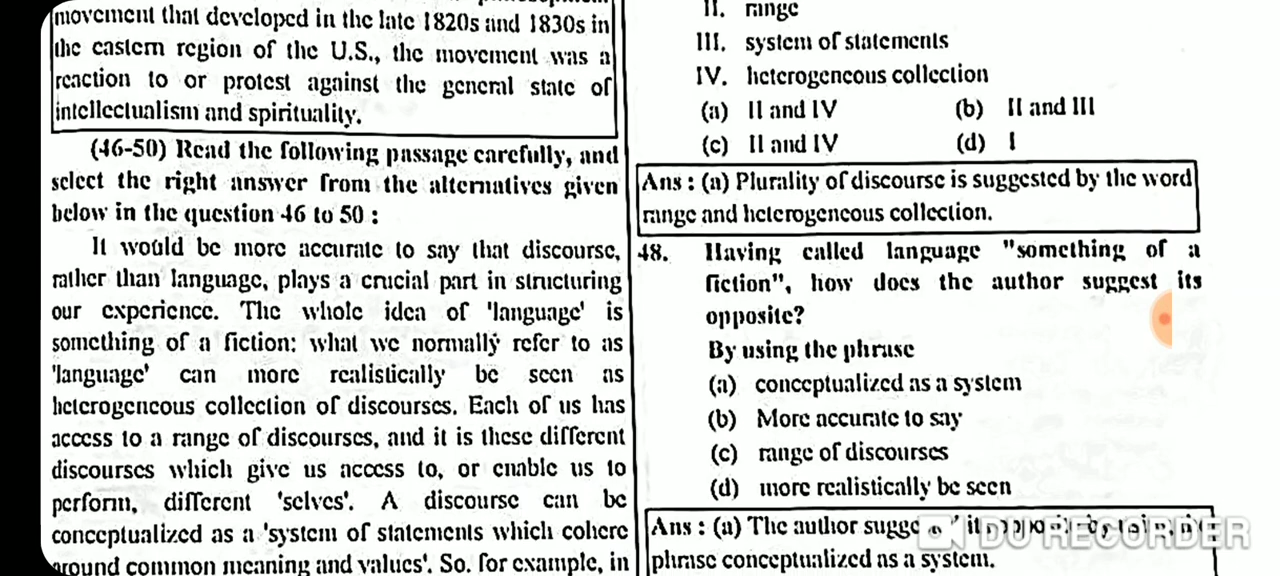 movement that developed in the late 1820s and 1830s in
the eastern region of the U.S., the movement was a
reaction to or protest against the general state of
intellectualism and spirituality.
(46-50) Read the following passage carefully, and
select the right answer from the alternatives given
below in the question 46 to 50 :
It would be more accurate to say that discourse,
rather than language, plays a crucial part in structuring
our experience. The whole idea of 'language' is
something of a fiction: what we normally refer to as
'language' can more realistically be seen as
heterogeneous collection of discourses. Each of us has
access to a range of discourses, and it is these different
discourses which give us access to, or enable us to
perform, different 'selves'. A discourse can be
conceptualized as a 'system of statements which cohere
around common meaning and values'. So, for example, in
II. range
III. system of statements
IV. heterogeneous collection
(a) II and IV (b) II and III
(c) II and IV (d) I
Ans : (a) Plurality of discourse is suggested by the word
range and heterogeneous collection.
48. Having called language "something of a
fiction", how does the author suggest its
opposite?
By using the phrase
(a) conceptualized as a system
(b) More accurate to say
(c) range of discourses
(d) more realistically be seen
Ans : (a) The author
phrase conceptualized as a system.
DU RECORDER